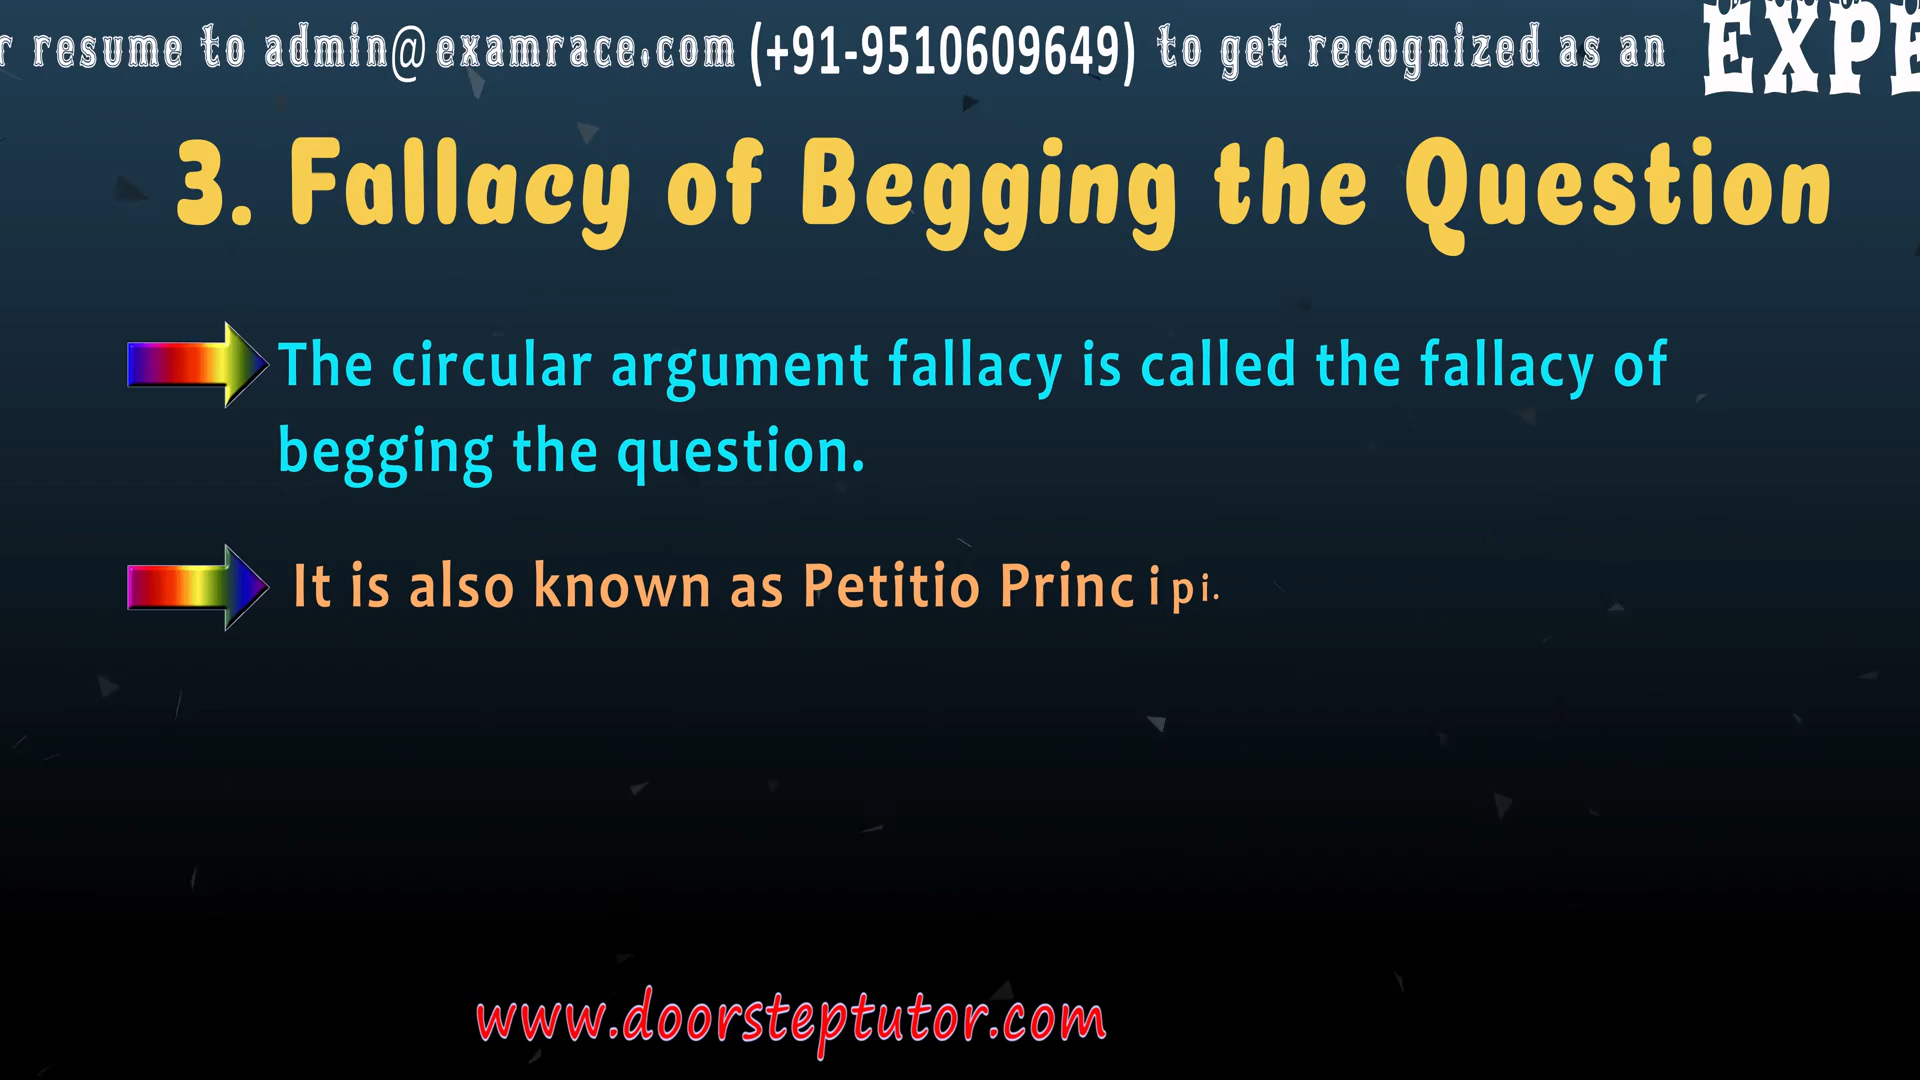 r resume to admin@examrace.com (+91-9510609649) to get recognized as an EXPE
3. Fallacy of Begging the Question
The circular argument fallacy is called the fallacy of
begging the question.
It is also known as Petitio Principi.
www.doorsteptutor.com